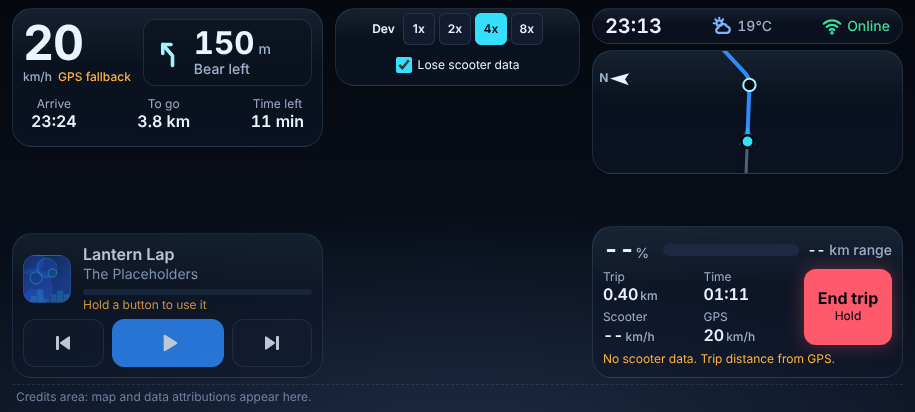 20
km/h GPS fallback
150 m
Bear left
Arrive
23:24
To go
3.8 km
Time left
11 min
Dev 1x 2x 4x 8x
Lose scooter data
23:13 19°C Online
N
Lantern Lap
The Placeholders
Hold a button to use it
--% -- km range
Trip
0.40 km
Time
01:11
Scooter
-- km/h
GPS
20 km/h
End trip
Hold
No scooter data. Trip distance from GPS.
Credits area: map and data attributions appear here.